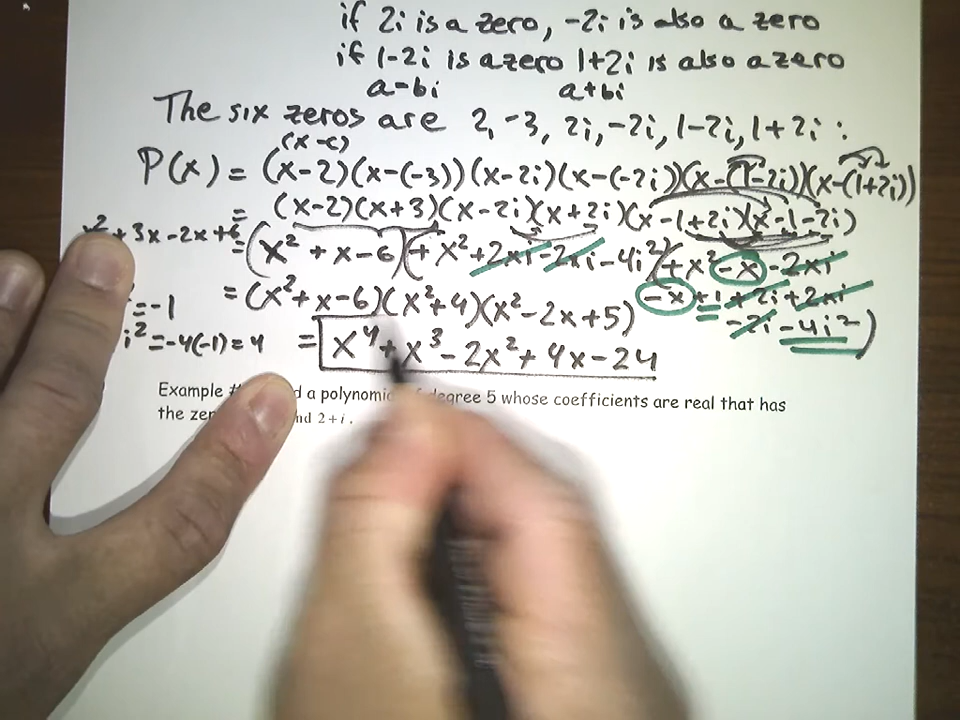 if 2i is a zero, -2i is also a zero
if 1-2i is a zero 1+2i is also a zero
a-bi a+bi
The six zeros are 2, -3, 2i, -2i, 1-2i, 1+2i :
(x-c)
P(x) = (x-2)(x-(-3))(x-2i)(x-(-2i))(x-(1-2i))(x-(1+2i))
= (x-2)(x+3)(x-2i)(x+2i)(x-1+2i)(x-1-2i)
x²+3x-2x+6
=(x²+x-6)(+x²+2xi-2xi-4i²)(+x²-x-2xi
-x+1+2i+2xi
-2i-4i²)
=-1
= (x²+x-6)(x²+4)(x²-2x+5)
i²=-4(-1)=4
= x⁴+x³-2x²+4x-24
Example d a polynomial degree 5 whose coefficients are real that has
the nd 2+i.